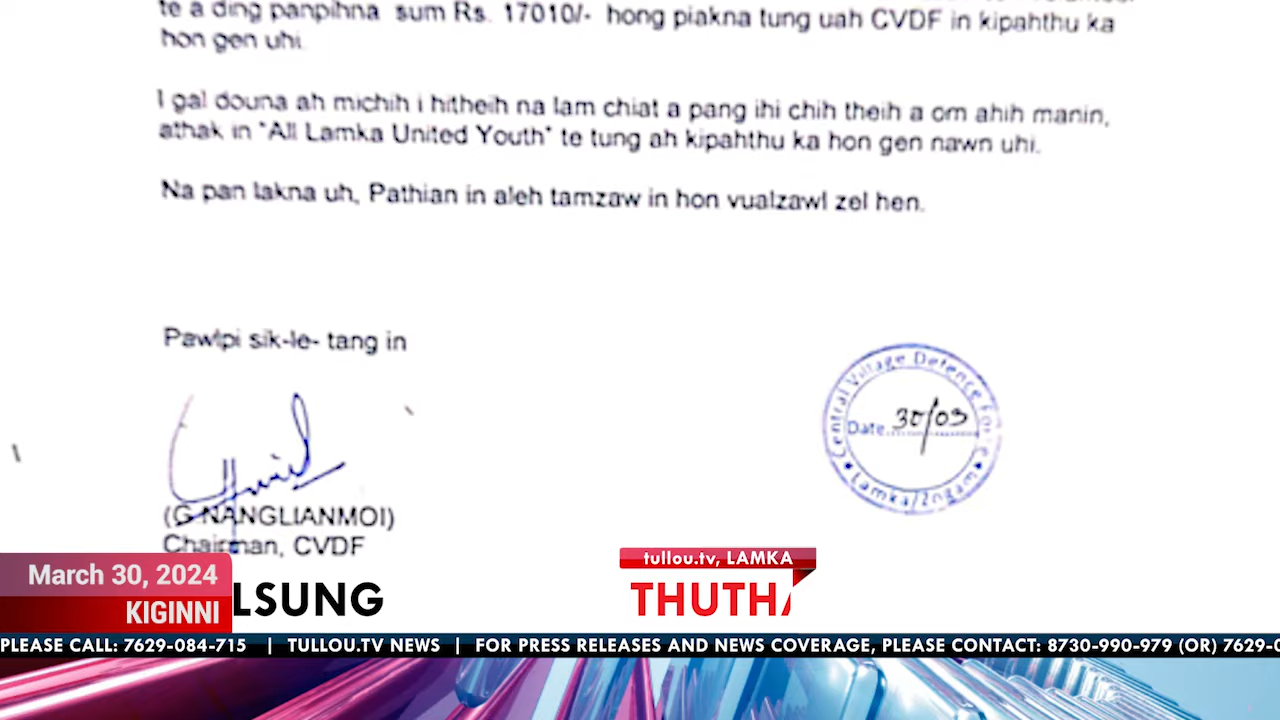 te a ding panpihna sum Rs. 17010/- hong piakna tung uah CVDF in kipahthu ka
hon gen uhi.
I gal douna ah michih i hitheih na lam chiat a pang ihi chih theih a om ahih manin,
athak in "All Lamka United Youth" te tung ah kipahthu ka hon gen nawn uhi.
Na pan lakna uh, Pathian in aleh tamzaw in hon vualzawl zel hen.
Pawlpi sik-le- tang in
(G NANGLIANMOI)
Chairman, CVDF
Central Village Defence Force
Date 30/03
Lamka/Zngam
tullou.tv, LAMKA
March 30, 2024
KIGINNI
LSUNG
THUTHA
PLEASE CALL: 7629-084-715 | TULLOU.TV NEWS | FOR PRESS RELEASES AND NEWS COVERAGE, PLEASE CONTACT: 8730-990-979 (OR) 7629-0